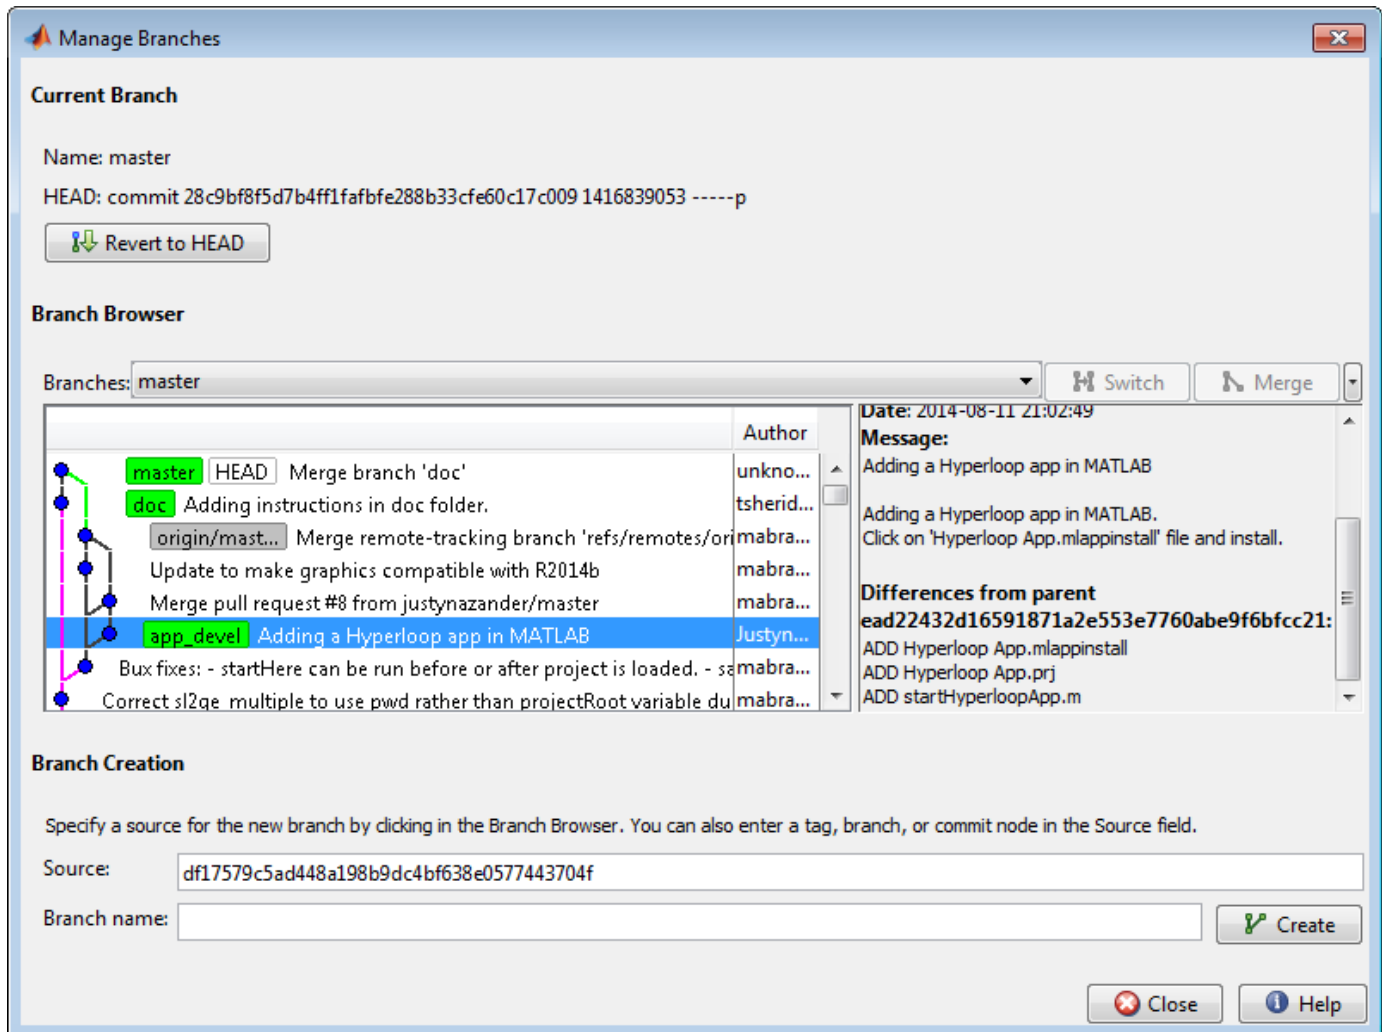 Manage Branches
Current Branch
Name: master
HEAD: commit 28c9bf8f5d7b4ff1fafbfe288b33cfe60c17c009 1416839053 -----p
Revert to HEAD
Branch Browser
Branches: master
Switch
Merge
Author
master HEAD Merge branch 'doc' unkno...
doc Adding instructions in doc folder. tsherid...
origin/mast... Merge remote-tracking branch 'refs/remotes/ori mabra...
Update to make graphics compatible with R2014b mabra...
Merge pull request #8 from justynazander/master mabra...
app_devel Adding a Hyperloop app in MATLAB Justyn...
Bux fixes: - startHere can be run before or after project is loaded. - sa mabra...
Correct sl2ge_multiple to use pwd rather than projectRoot variable du mabra...
Date: 2014-08-11 21:02:49
Message:
Adding a Hyperloop app in MATLAB
Adding a Hyperloop app in MATLAB.
Click on 'Hyperloop App.mlappinstall' file and install.
Differences from parent
ead22432d16591871a2e553e7760abe9f6bfcc21:
ADD Hyperloop App.mlappinstall
ADD Hyperloop App.prj
ADD startHyperloopApp.m
Branch Creation
Specify a source for the new branch by clicking in the Branch Browser. You can also enter a tag, branch, or commit node in the Source field.
Source: df17579c5ad448a198b9dc4bf638e0577443704f
Branch name:
Create
Close
Help